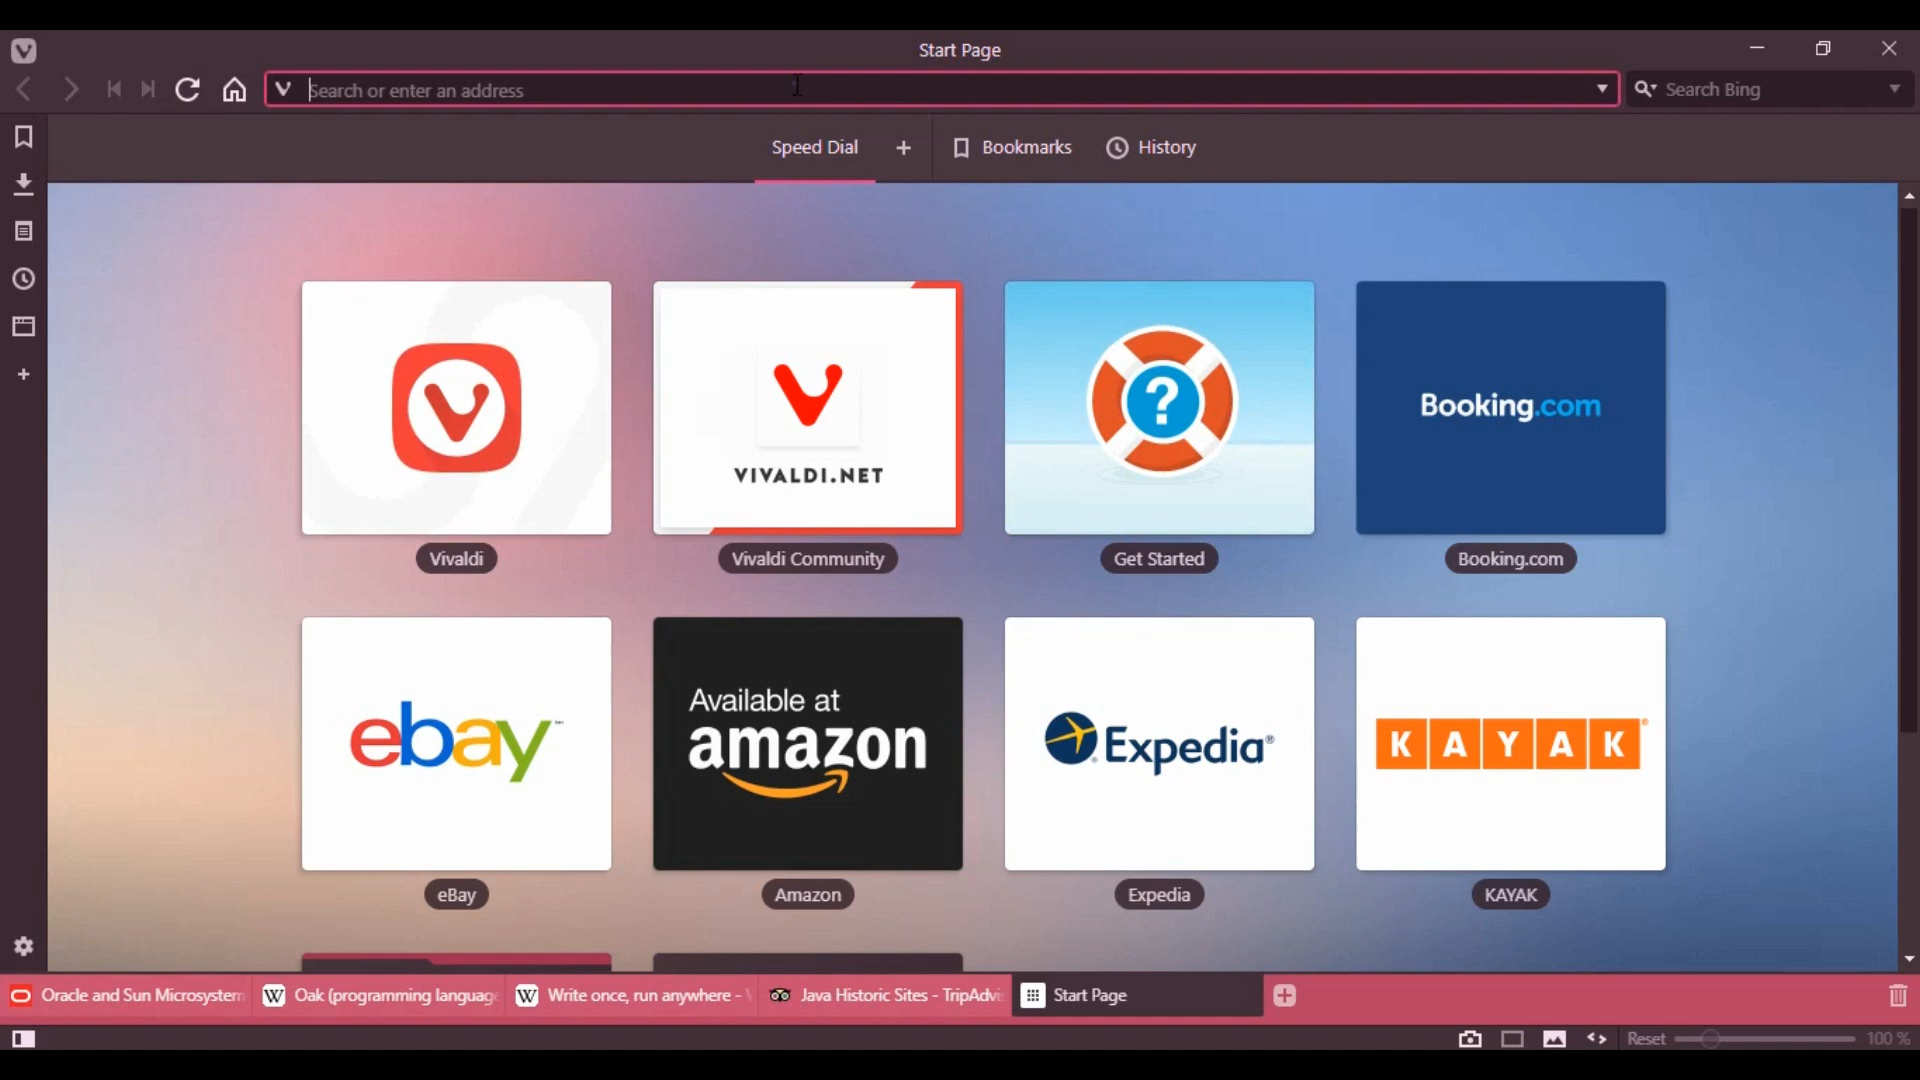 Start Page
Search or enter an address
Search Bing
Speed Dial
Bookmarks
History
VIVALDI.NET
?
Booking.com
Vivaldi
Vivaldi Community
Get Started
Booking.com
ebay
Available at
amazon
Expedia®
KAYAK®
eBay
Amazon
Expedia
KAYAK
Oracle and Sun Microsystem
W Oak (programming languag
W Write once, run anywhere -
Java Historic Sites - TripAdvi
Start Page
Reset
100 %